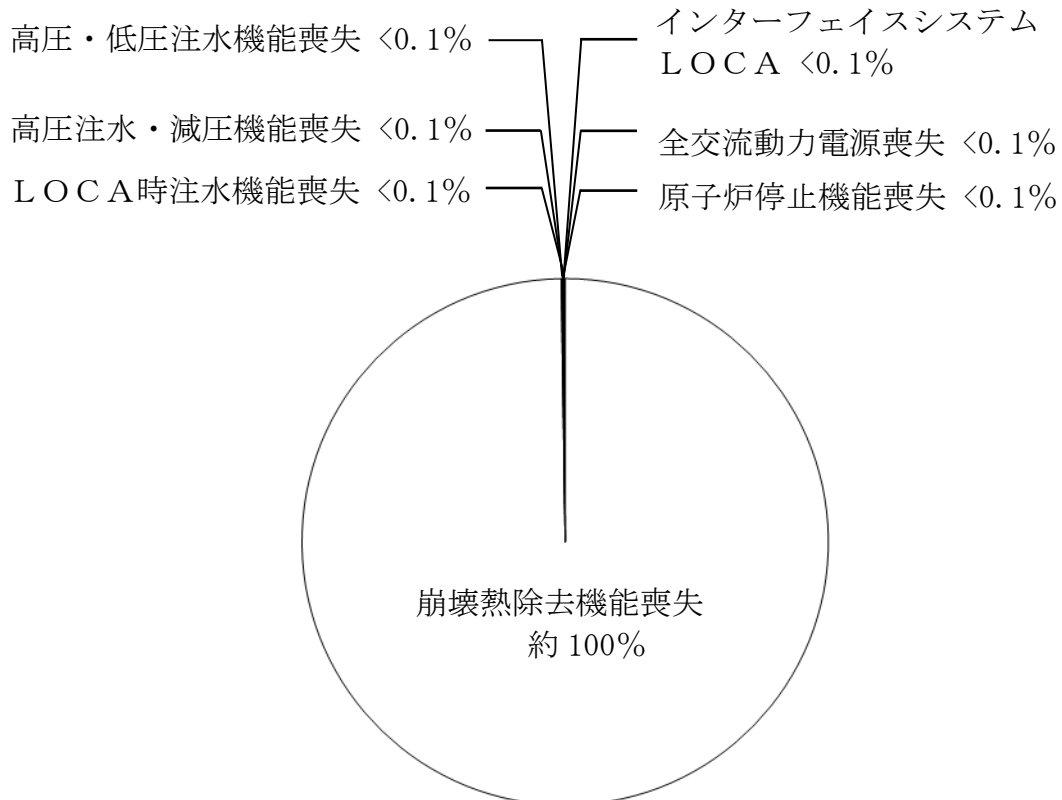 高圧・低圧注水機能喪失 <0.1%
高圧注水・減圧機能喪失 <0.1%
ＬＯＣＡ時注水機能喪失 <0.1%
インターフェイスシステム
ＬＯＣＡ <0.1%
全交流動力電源喪失 <0.1%
原子炉停止機能喪失 <0.1%
崩壊熱除去機能喪失
約 100%